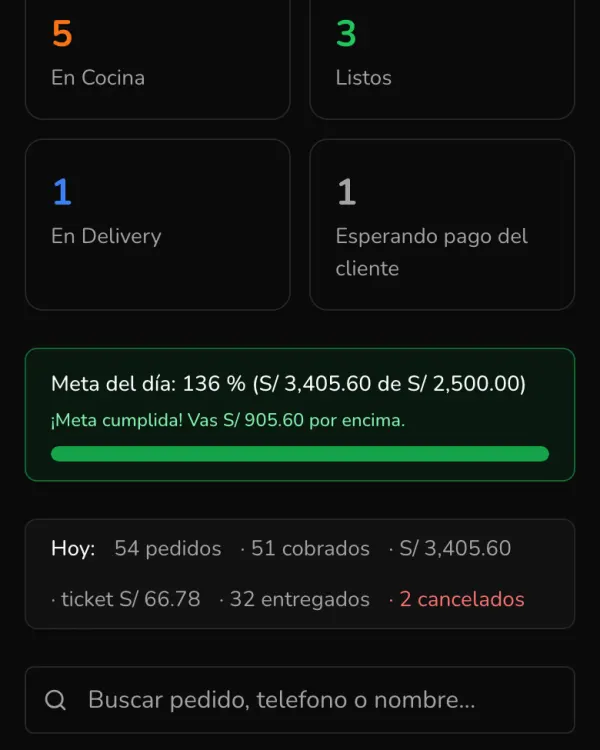 5
En Cocina
3
Listos
1
En Delivery
1
Esperando pago del
cliente
Meta del día: 136 % (S/ 3,405.60 de S/ 2,500.00)
¡Meta cumplida! Vas S/ 905.60 por encima.
Hoy: 54 pedidos · 51 cobrados · S/ 3,405.60
· ticket S/ 66.78 · 32 entregados · 2 cancelados
Buscar pedido, telefono o nombre...